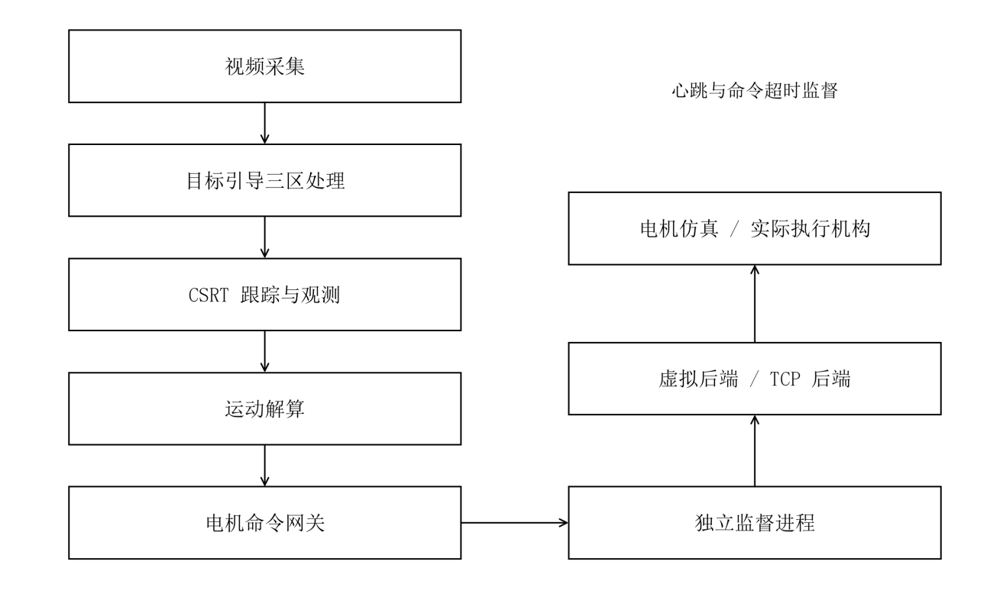 视频采集
目标引导三区处理
CSRT 跟踪与观测
运动解算
电机命令网关
心跳与命令超时监督
电机仿真 / 实际执行机构
虚拟后端 / TCP 后端
独立监督进程